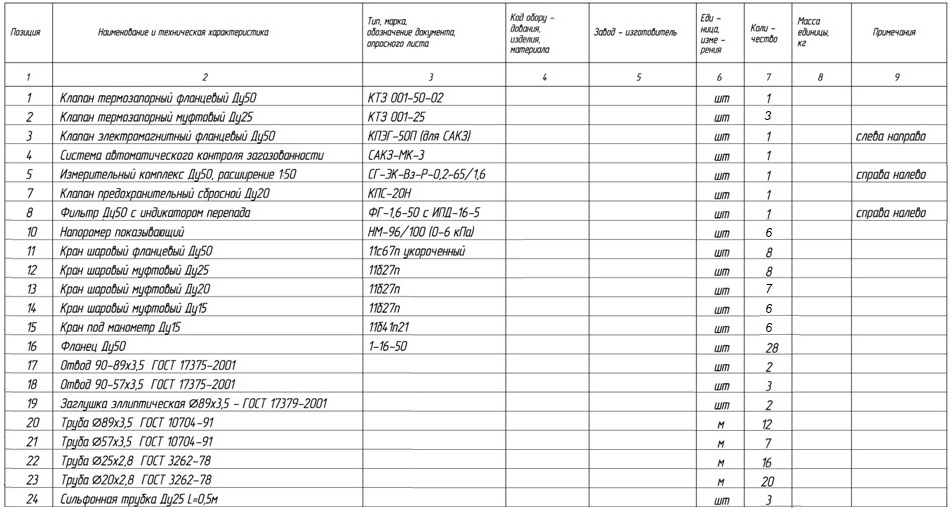 Позиция | Наименование и техническая характеристика | Тип, марка, обозначение документа, опросного листа | Код обору - дования, изделия, материала | Завод - изготовитель | Еди - ница, изме - рения | Коли - чество | Масса единицы, кг | Примечания
1 | 2 | 3 | 4 | 5 | 6 | 7 | 8 | 9
1 | Клапан термозапорный фланцевый Ду50 | КТЗ 001-50-02 | шт | 1
2 | Клапан термозапорный муфтовый Ду25 | КТЗ 001-25 | шт | 3
3 | Клапан электромагнитный фланцевый Ду50 | КПЭГ-50П (для САКЗ) | шт | 1 | слева направо
4 | Система автоматического контроля загазованности | САКЗ-МК-3 | шт | 1
5 | Измерительный комплекс Ду50, расширение 1:50 | СГ-ЭК-Вз-Р-0,2-65/1,6 | шт | 1 | справа налево
7 | Клапан предохранительный сбросной Ду20 | КПС-20Н | шт | 1
8 | Фильтр Ду50 с индикатором перепада | ФГ-1,6-50 с ИПД-16-5 | шт | 1 | справа налево
10 | Напоромер показывающий | НМ-96/100 (0-6 кПа) | шт | 6
11 | Кран шаровый фланцевый Ду50 | 11с67п укороченный | шт | 8
12 | Кран шаровый муфтовый Ду25 | 11б27п | шт | 8
13 | Кран шаровый муфтовый Ду20 | 11б27п | шт | 7
14 | Кран шаровый муфтовый Ду15 | 11б27п | шт | 6
15 | Кран под манометр Ду15 | 11б41п21 | шт | 6
16 | Фланец Ду50 | 1-16-50 | шт | 28
17 | Отвод 90-89х3,5 ГОСТ 17375-2001 | шт | 2
18 | Отвод 90-57х3,5 ГОСТ 17375-2001 | шт | 3
19 | Заглушка эллиптическая Ø89х3,5 - ГОСТ 17379-2001 | шт | 2
20 | Труба Ø89х3,5 ГОСТ 10704-91 | м | 12
21 | Труба Ø57х3,5 ГОСТ 10704-91 | м | 7
22 | Труба Ø25х2,8 ГОСТ 3262-78 | м | 16
23 | Труба Ø20х2,8 ГОСТ 3262-78 | м | 20
24 | Сильфонная трубка Ду25 L=0,5м | шт | 3